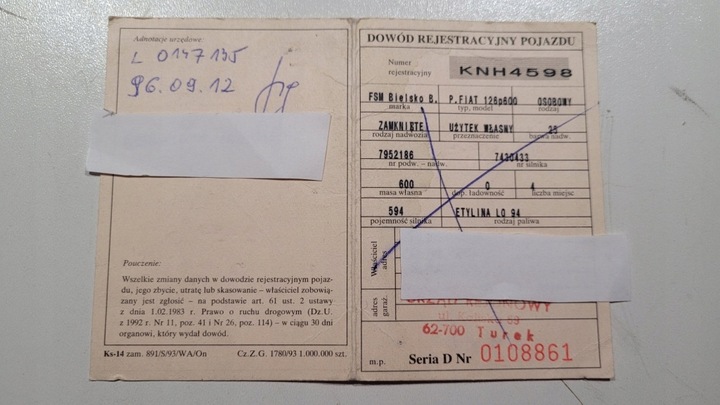 Adnotacje urzędowe:
L 0147135
96.09.12
Pouczenie:
Wszelkie zmiany danych w dowodzie rejestracyjnym pojaz-
du, jego zbycie, utratę lub skasowanie – właściciel zobowią-
zany jest zgłosić – na podstawie art. 61 ust. 2 ustawy
z dnia 1.02.1983 r. Prawo o ruchu drogowym (Dz.U.
z 1992 r. Nr 11, poz. 41 i Nr 26, poz. 114) – w ciągu 30 dni
organowi, który wydał dowód.
Ks-14 zam. 891/S/93/WA/On Cz.Z.G. 1780/93 1.000.000 szt.
DOWÓD REJESTRACYJNY POJAZDU
Numer
rejestracyjny KNH4598
FSM Bielsko B. P.FIAT 126p600 OSOBOWY
marka typ, model rodzaj
ZAMKNIĘTE UŻYTEK WŁASNY 25
rodzaj nadwozia przeznaczenie barwa nadw.
7952186 7430433
nr podw. – nadw. nr silnika
600 0 4
masa własna dop. ładowność liczba miejsc
594 ETYLINA LO 94
pojemność silnika rodzaj paliwa
Właściciel
adres
adres
garaż.
62-700 Turek
m.p. Seria D Nr 0108861